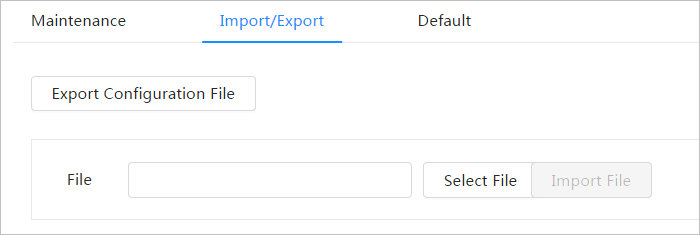 Maintenance Import/Export Default
Export Configuration File
File Select File Import File